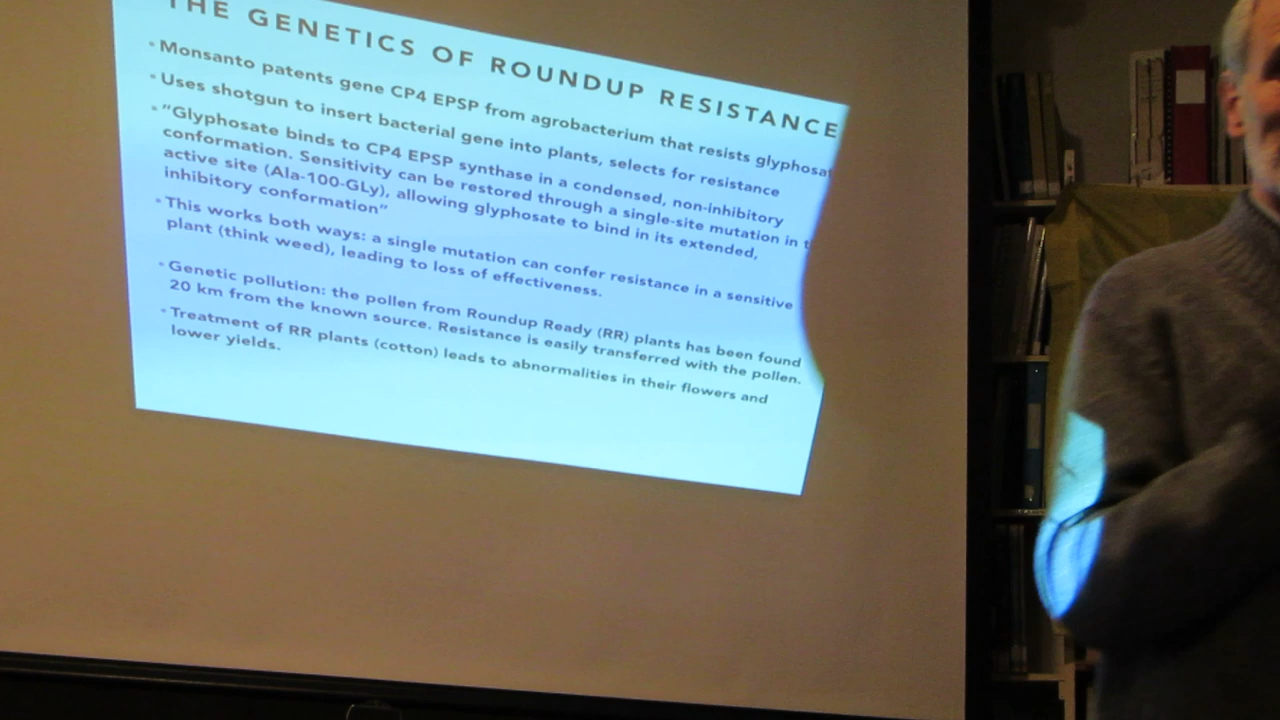 THE GENETICS OF ROUNDUP RESISTANCE
• Monsanto patents gene CP4 EPSP from agrobacterium that resists glyphosat
• Uses shotgun to insert bacterial gene into plants, selects for resistance
• "Glyphosate binds to CP4 EPSP synthase in a condensed, non-inhibitory
conformation. Sensitivity can be restored through a single-site mutation in t
active site (Ala-100-GLy), allowing glyphosate to bind in its extended,
inhibitory conformation"
• This works both ways: a single mutation can confer resistance in a sensitive
plant (think weed), leading to loss of effectiveness.
• Genetic pollution: the pollen from Roundup Ready (RR) plants has been found
20 km from the known source. Resistance is easily transferred with the pollen.
• Treatment of RR plants (cotton) leads to abnormalities in their flowers and
lower yields.